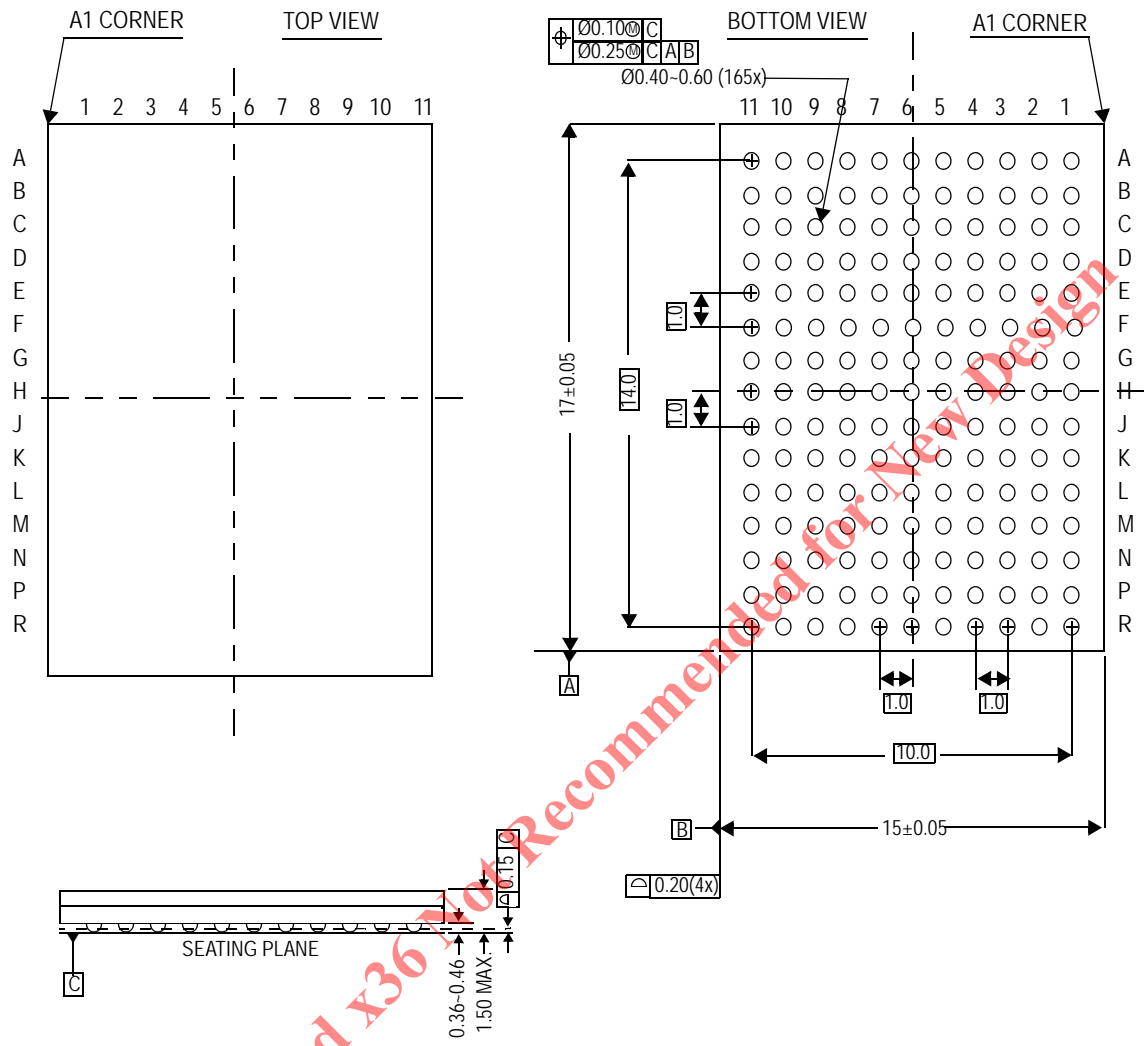 A1 CORNER
TOP VIEW
Ø0.10Ⓜ C
Ø0.25Ⓜ C A B
BOTTOM VIEW
A1 CORNER
Ø0.40~0.60 (165x)
1 2 3 4 5 6 7 8 9 10 11
11 10 9 8 7 6 5 4 3 2 1
A
B
C
D
E
F
G
H
J
K
L
M
N
P
R
A
B
C
D
E
F
G
H
J
K
L
M
N
P
R
1.0
1.0
14.0
17±0.05
A
1.0
1.0
10.0
B
15±0.05
0.20(4x)
0.15 C
SEATING PLANE
C
0.36~0.46
1.50 MAX.
d x36 Not Recommended for New Design